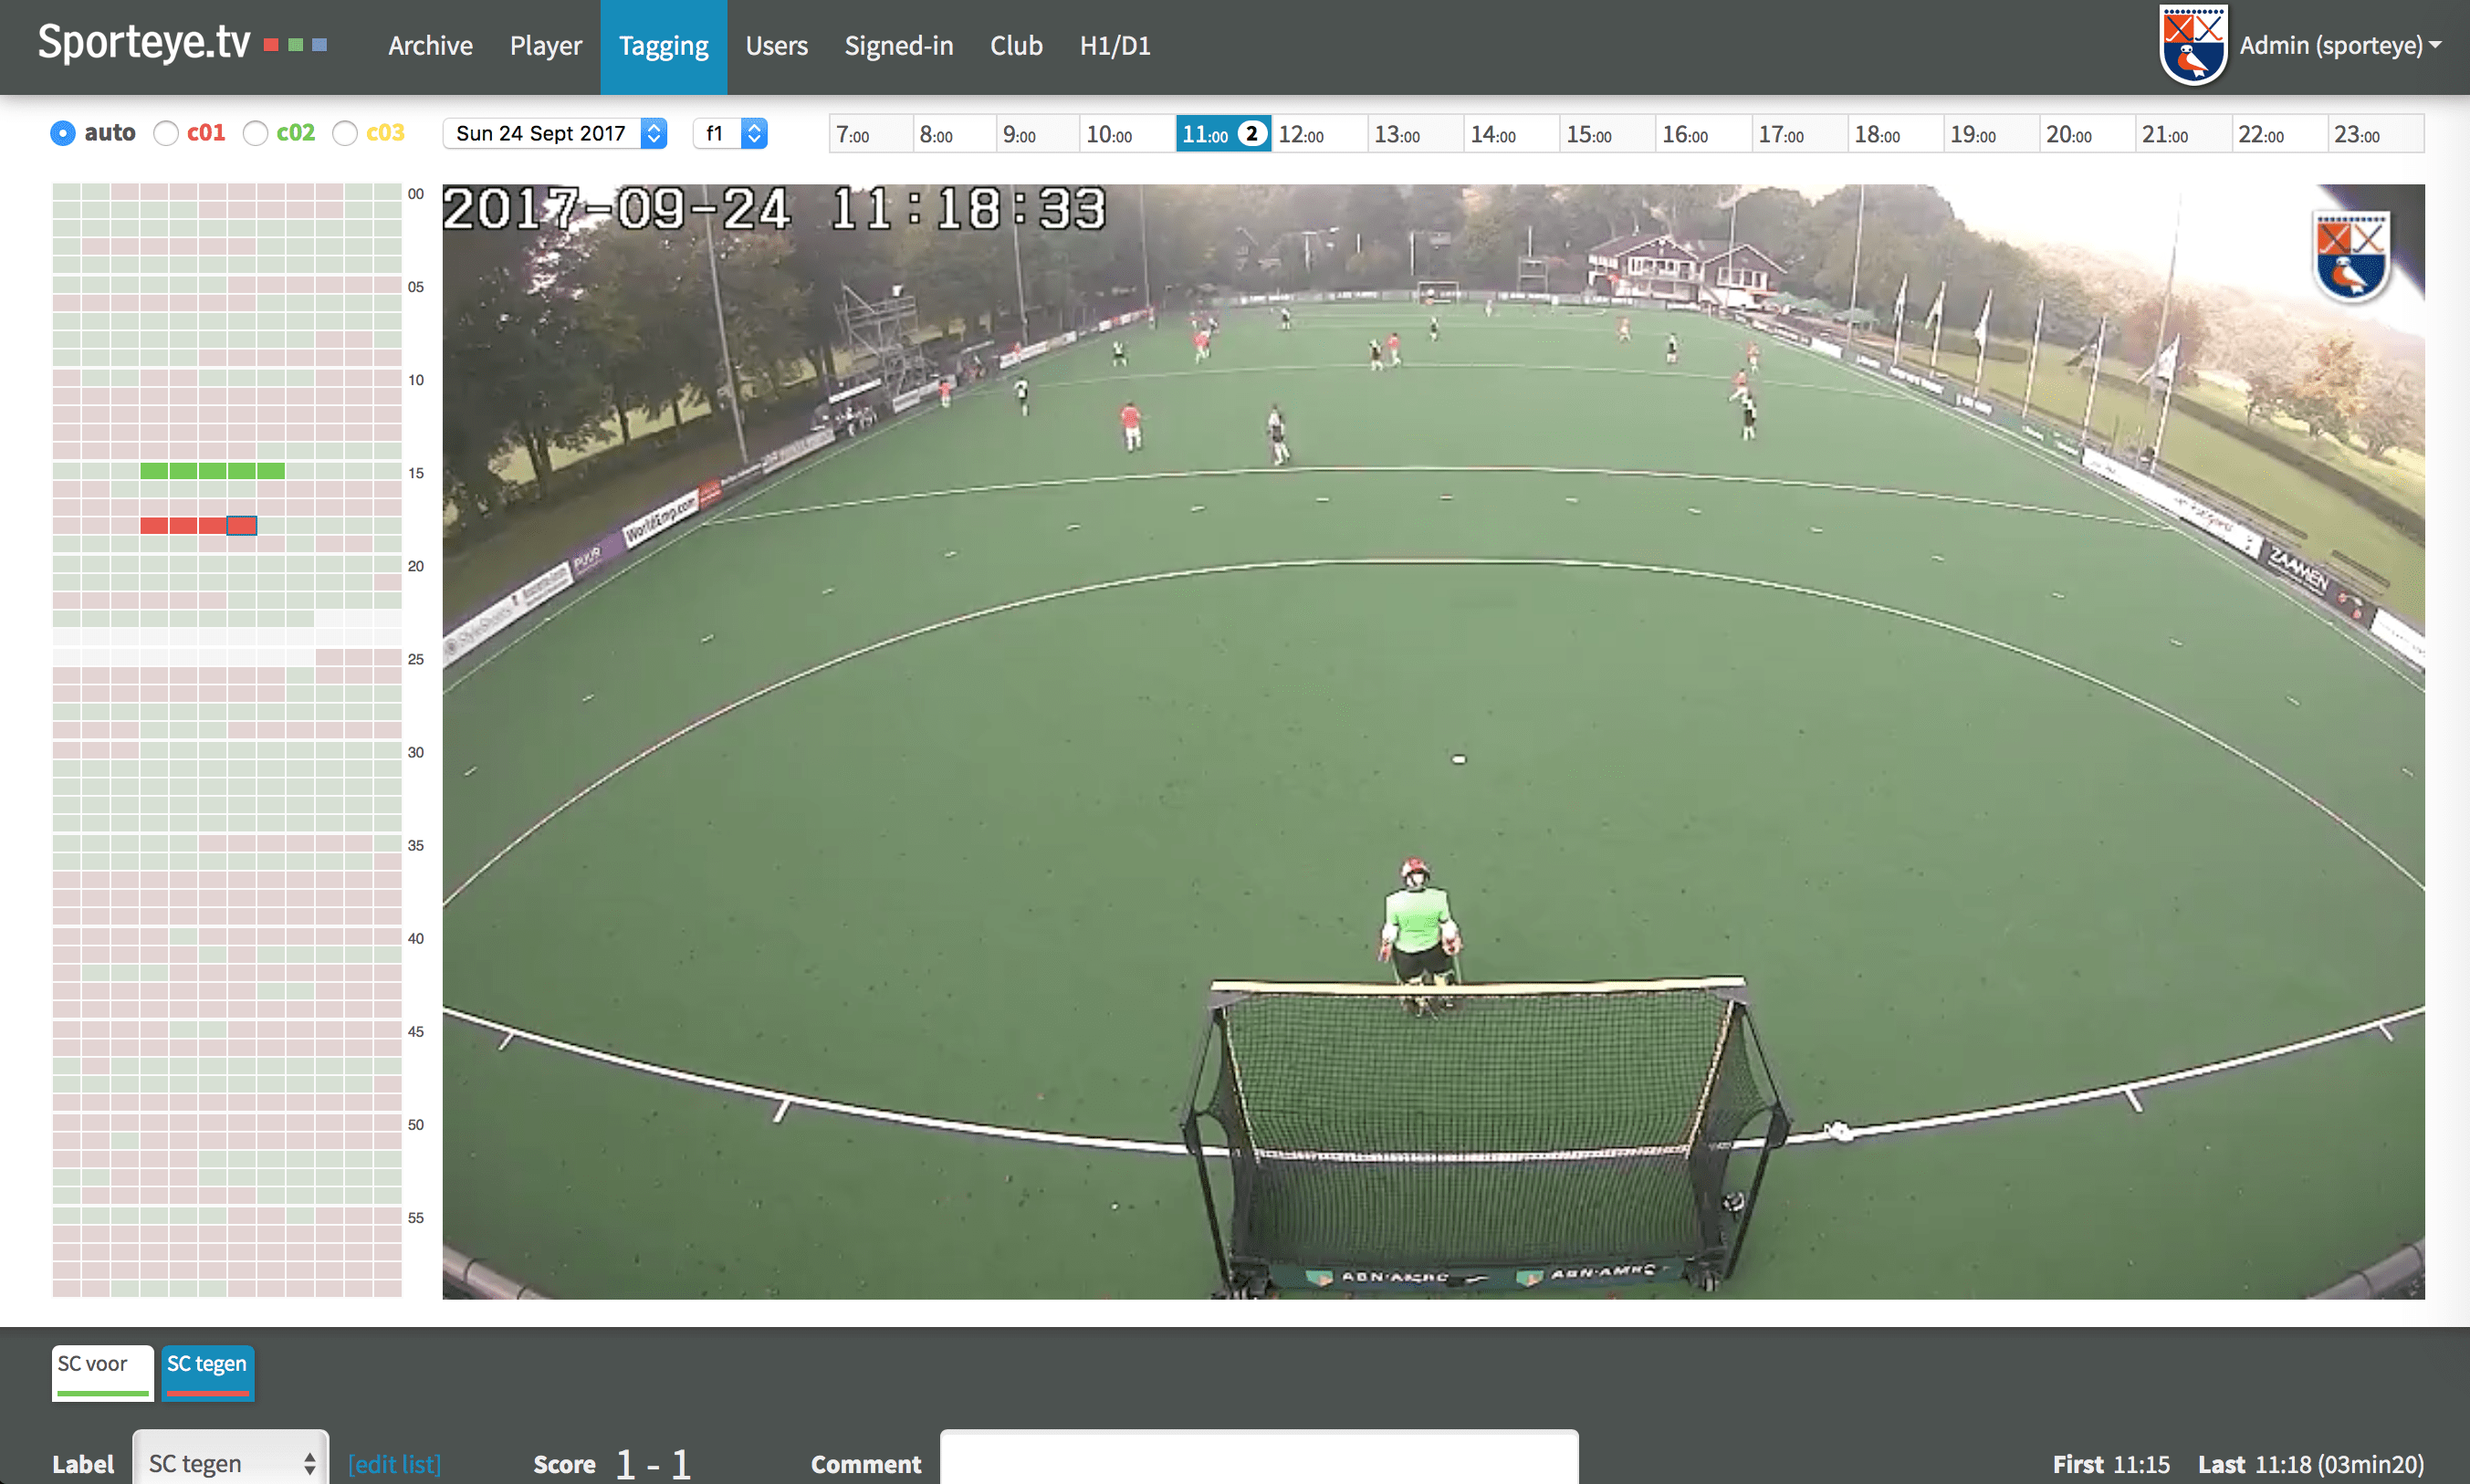 Sporteye.tv Archive Player Tagging Users Signed-in Club H1/D1 Admin (sporteye)
auto c01 c02 c03 Sun 24 Sept 2017 f1 7:00 8:00 9:00 10:00 11:00 2 12:00 13:00 14:00 15:00 16:00 17:00 18:00 19:00 20:00 21:00 22:00 23:00
00
2017-09-24 11:18:33
05
10
15
WorldEmp.com
PUUR
ZAAMEN
20
25
30
35
40
45
50
55
ABN·AMRO ABN·AMRO
SC voor SC tegen
Label SC tegen [edit list] Score 1 - 1 Comment First 11:15 Last 11:18 (03min20)